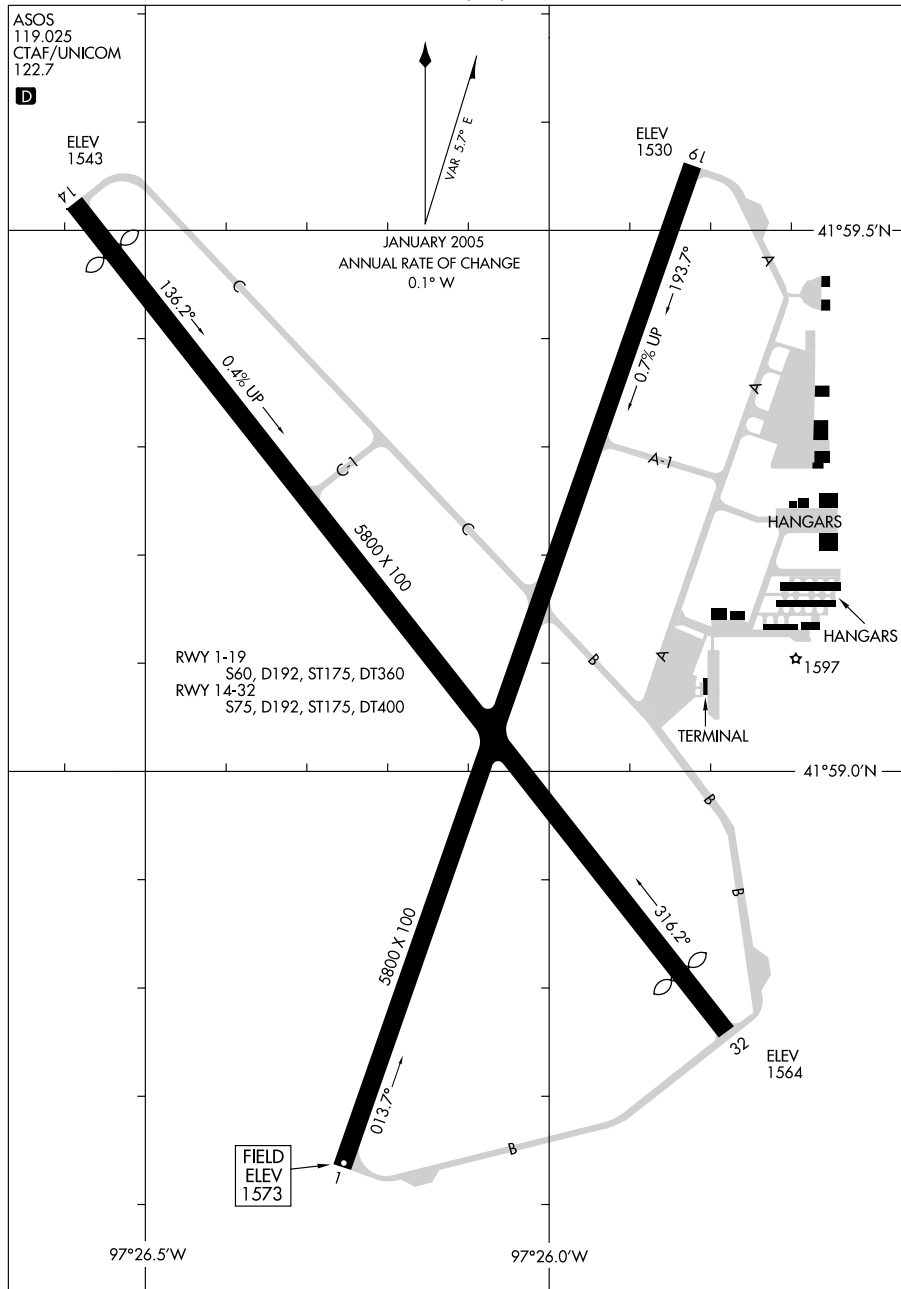 ASOS
119.025
CTAF/UNICOM
122.7
D
ELEV
1543
14
VAR 5.7° E
JANUARY 2005
ANNUAL RATE OF CHANGE
0.1° W
ELEV
1530
19
41°59.5'N
136.2°
0.4% UP
C
193.7°
0.7% UP
A
A
C-1
A-1
5800 X 100
C
HANGARS
HANGARS
RWY 1-19
S60, D192, ST175, DT360
RWY 14-32
S75, D192, ST175, DT400
B
A
1597
TERMINAL
41°59.0'N
B
B
5800 X 100
316.2°
32
ELEV
1564
013.7°
B
FIELD
ELEV
1573
1
97°26.5'W
97°26.0'W